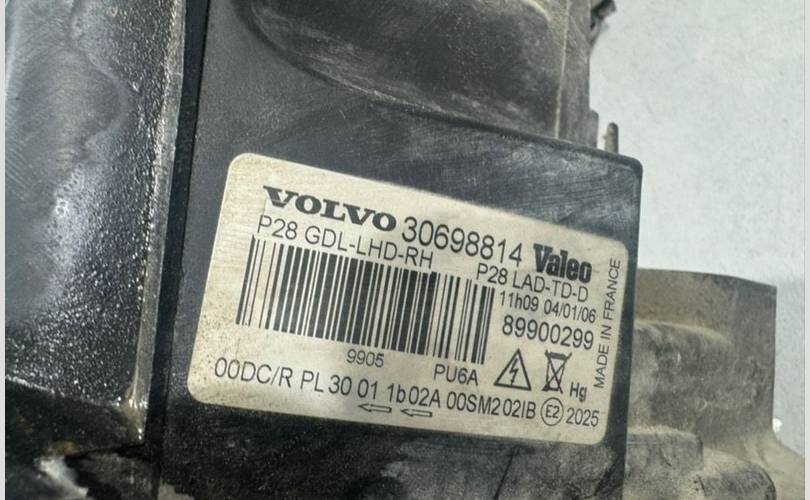 VOLVO 30698814 Valeo
P28 GDL-LHD-RH P28 LAD-TD-D
11h09 04/01/06
89900299
9905 PU6A Hg
00DC/R PL 30 01 1b02A 00SM2 02IB E2 2025
MADE IN FRANCE